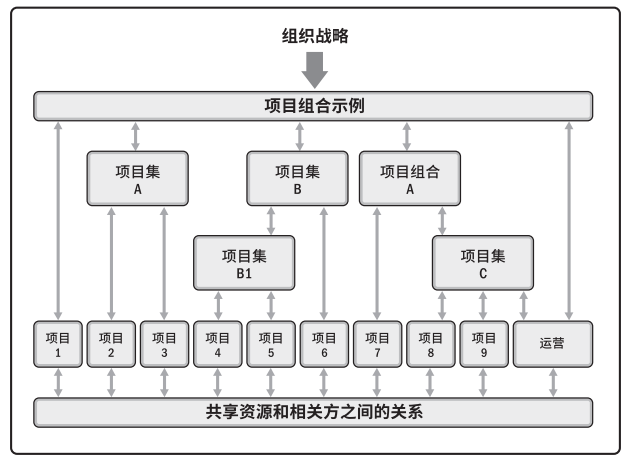 组织战略
项目组合示例
项目集
A
项目集
B
项目组合
A
项目集
B1
项目集
C
项目
1
项目
2
项目
3
项目
4
项目
5
项目
6
项目
7
项目
8
项目
9
运营
共享资源和相关方之间的关系